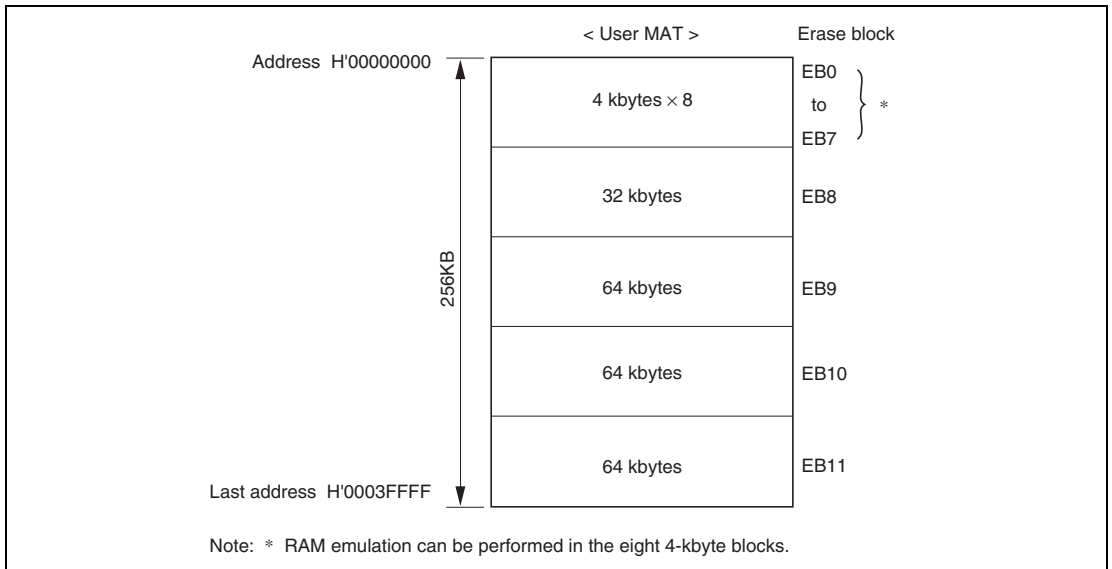 < User MAT > Erase block
Address H'00000000
EB0
4 kbytes × 8 to *
EB7
32 kbytes EB8
256KB
64 kbytes EB9
64 kbytes EB10
64 kbytes EB11
Last address H'0003FFFF
Note: * RAM emulation can be performed in the eight 4-kbyte blocks.